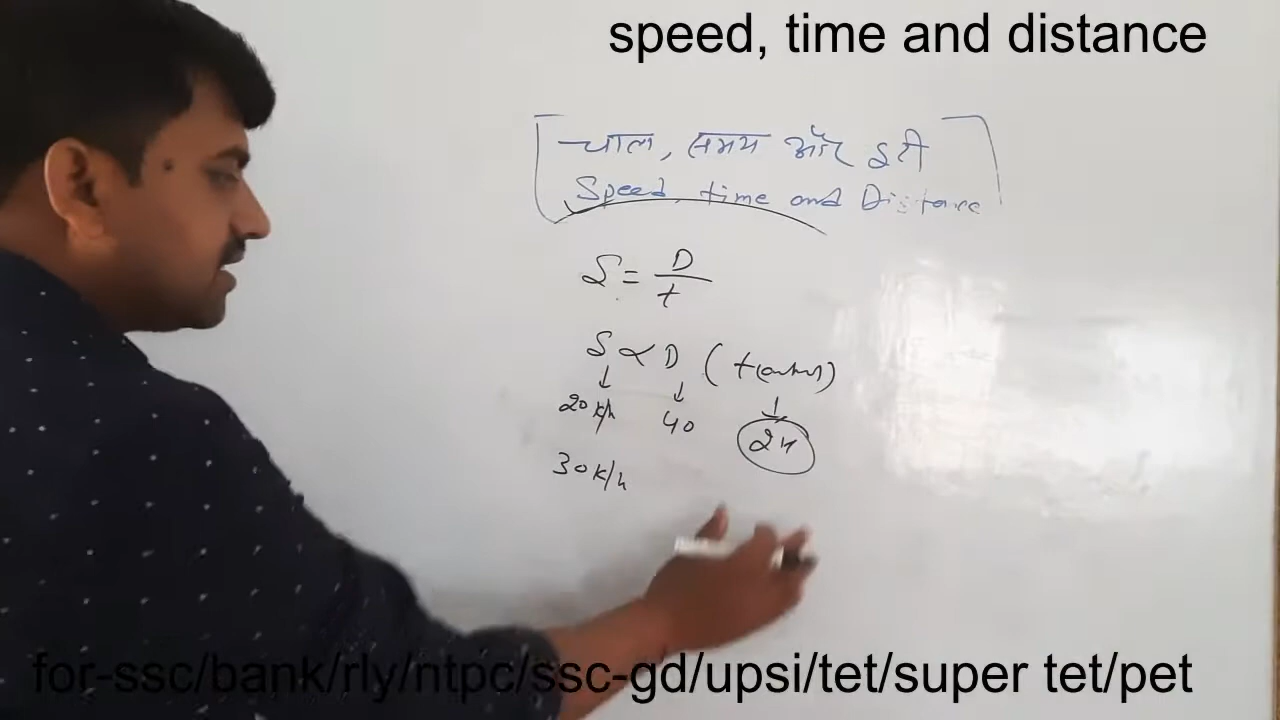 speed, time and distance
चाल, समय और दूरी
Speed, time and Distance
S = D/t
S ∝ D (t
20 k/h 40 2h
30 k/h
for-ssc/bank/rly/ntpc/ssc-gd/upsi/tet/super tet/pet